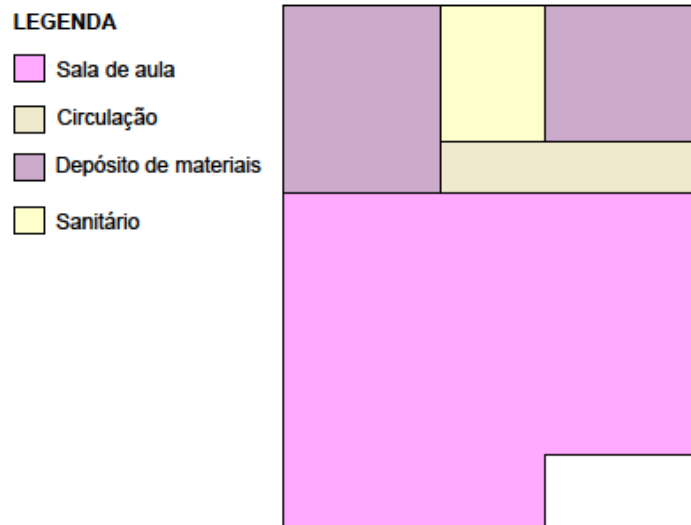 LEGENDA
Sala de aula
Circulação
Depósito de materiais
Sanitário